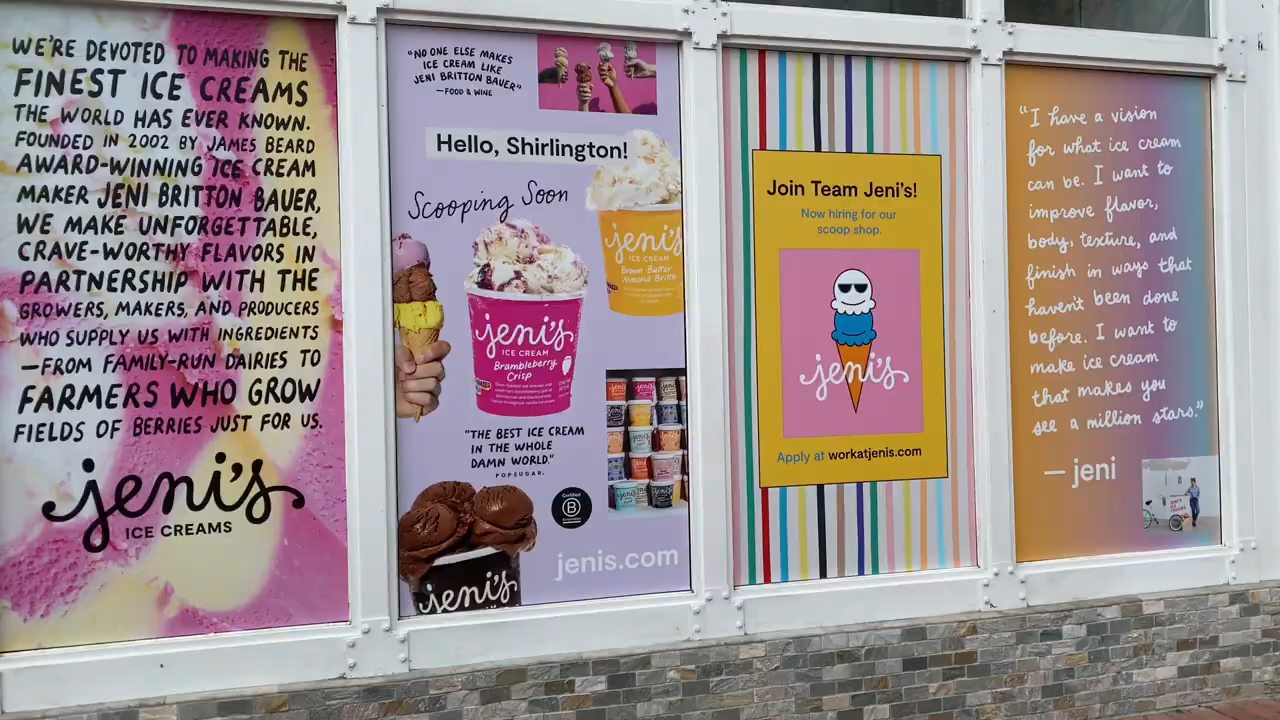 WE'RE DEVOTED TO MAKING THE
FINEST ICE CREAMS
THE WORLD HAS EVER KNOWN.
FOUNDED IN 2002 BY JAMES BEARD
AWARD-WINNING ICE CREAM
MAKER JENI BRITTON BAUER,
WE MAKE UNFORGETTABLE,
CRAVE-WORTHY FLAVORS IN
PARTNERSHIP WITH THE
GROWERS, MAKERS, AND PRODUCERS
WHO SUPPLY US WITH INGREDIENTS
—FROM FAMILY-RUN DAIRIES TO
FARMERS WHO GROW
FIELDS OF BERRIES JUST FOR US.
jeni's
ICE CREAMS
"NO ONE ELSE MAKES
ICE CREAM LIKE
JENI BRITTON BAUER"
—FOOD & WINE
Hello, Shirlington!
Scooping Soon
jeni's
ICE CREAM
Brown Butter
Almond Brittle
jeni's
ICE CREAM
Brambleberry
Crisp
"THE BEST ICE CREAM
IN THE WHOLE
DAMN WORLD."
POPSUGAR.
Certified
B
Corporation
jenis.com
jeni's
Join Team Jeni's!
Now hiring for our
scoop shop.
jeni's
Apply at workatjenis.com
"I have a vision
for what ice cream
can be. I want to
improve flavor,
body, texture, and
finish in ways that
haven't been done
before. I want to
make ice cream
that makes you
see a million stars."
— jeni